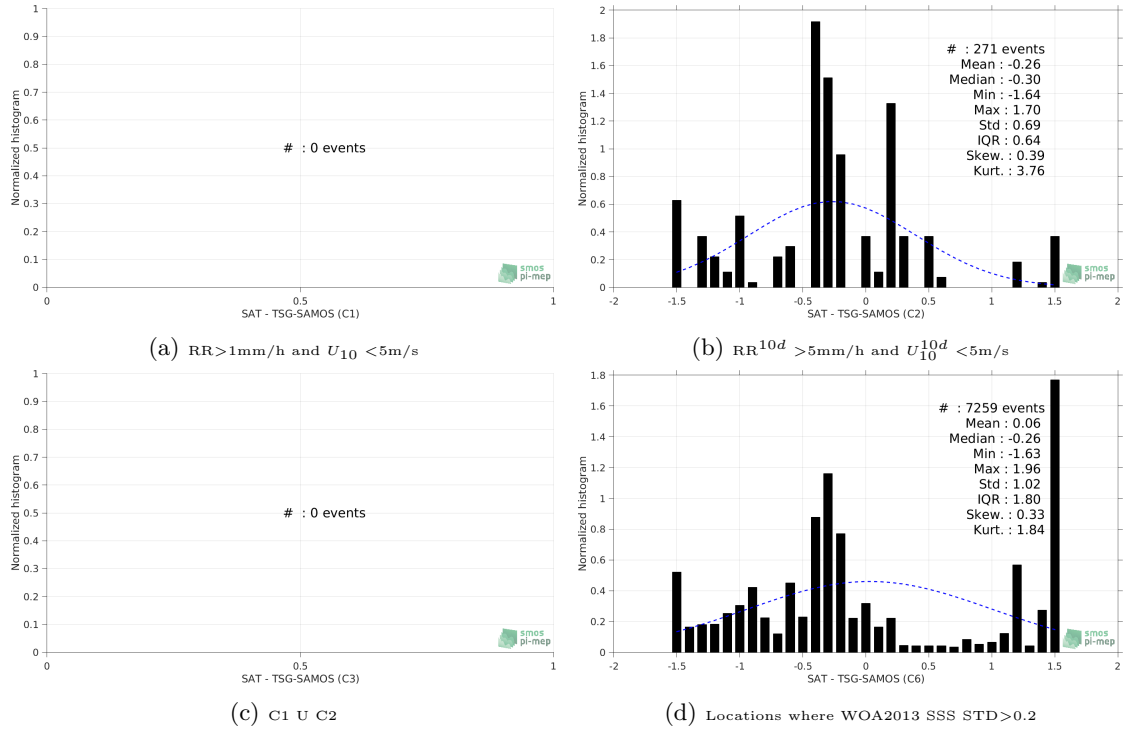 1
0.9
0.8
0.7
0.6
0.5
0.4
0.3
0.2
0.1
0
Normalized histogram
# : 0 events
smos
pi-mep
0 0.5 1
SAT - TSG-SAMOS (C1)
(a) RR>1mm/h and U10 <5m/s
2
1.8
1.6
1.4
1.2
1
0.8
0.6
0.4
0.2
0
Normalized histogram
# : 271 events
Mean : -0.26
Median : -0.30
Min : -1.64
Max : 1.70
Std : 0.69
IQR : 0.64
Skew. : 0.39
Kurt. : 3.76
smos
pi-mep
-2 -1.5 -1 -0.5 0 0.5 1 1.5 2
SAT - TSG-SAMOS (C2)
(b) RR10d >5mm/h and U10d10 <5m/s
1
0.9
0.8
0.7
0.6
0.5
0.4
0.3
0.2
0.1
0
Normalized histogram
# : 0 events
smos
pi-mep
0 0.5 1
SAT - TSG-SAMOS (C3)
(c) C1 U C2
1.8
1.6
1.4
1.2
1
0.8
0.6
0.4
0.2
0
Normalized histogram
# : 7259 events
Mean : 0.06
Median : -0.26
Min : -1.63
Max : 1.96
Std : 1.02
IQR : 1.80
Skew. : 0.33
Kurt. : 1.84
smos
pi-mep
-2 -1.5 -1 -0.5 0 0.5 1 1.5 2
SAT - TSG-SAMOS (C6)
(d) Locations where WOA2013 SSS STD>0.2